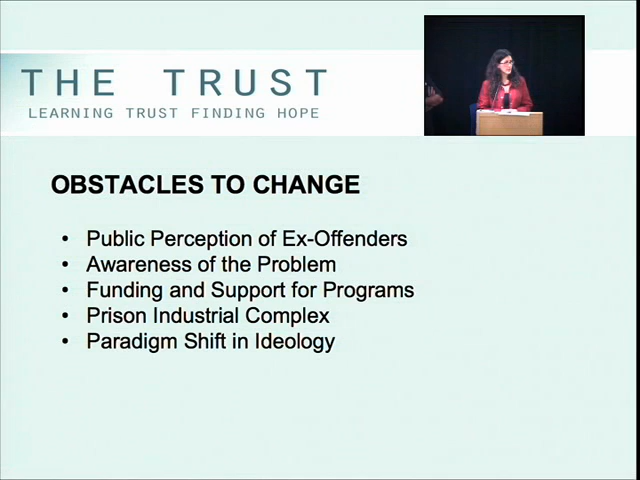 THE TRUST
LEARNING TRUST FINDING HOPE
OBSTACLES TO CHANGE
• Public Perception of Ex-Offenders
• Awareness of the Problem
• Funding and Support for Programs
• Prison Industrial Complex
• Paradigm Shift in Ideology